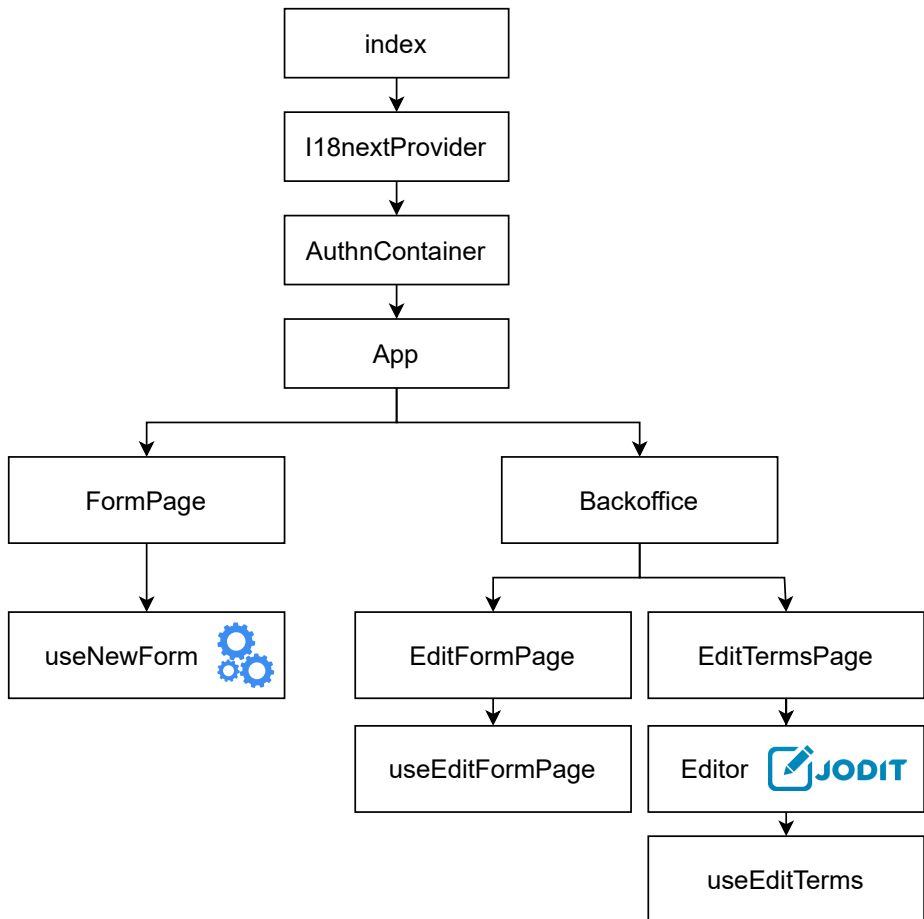 index
I18nextProvider
AuthnContainer
App
FormPage
Backoffice
useNewForm
EditFormPage
EditTermsPage
useEditFormPage
Editor
JODIT
useEditTerms